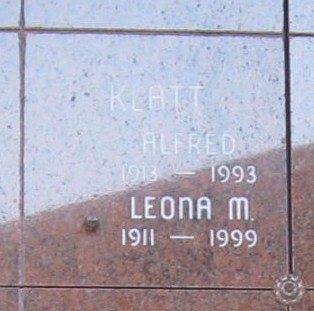 KLATT
ALFRED
1913 — 1993
LEONA M.
1911 — 1999